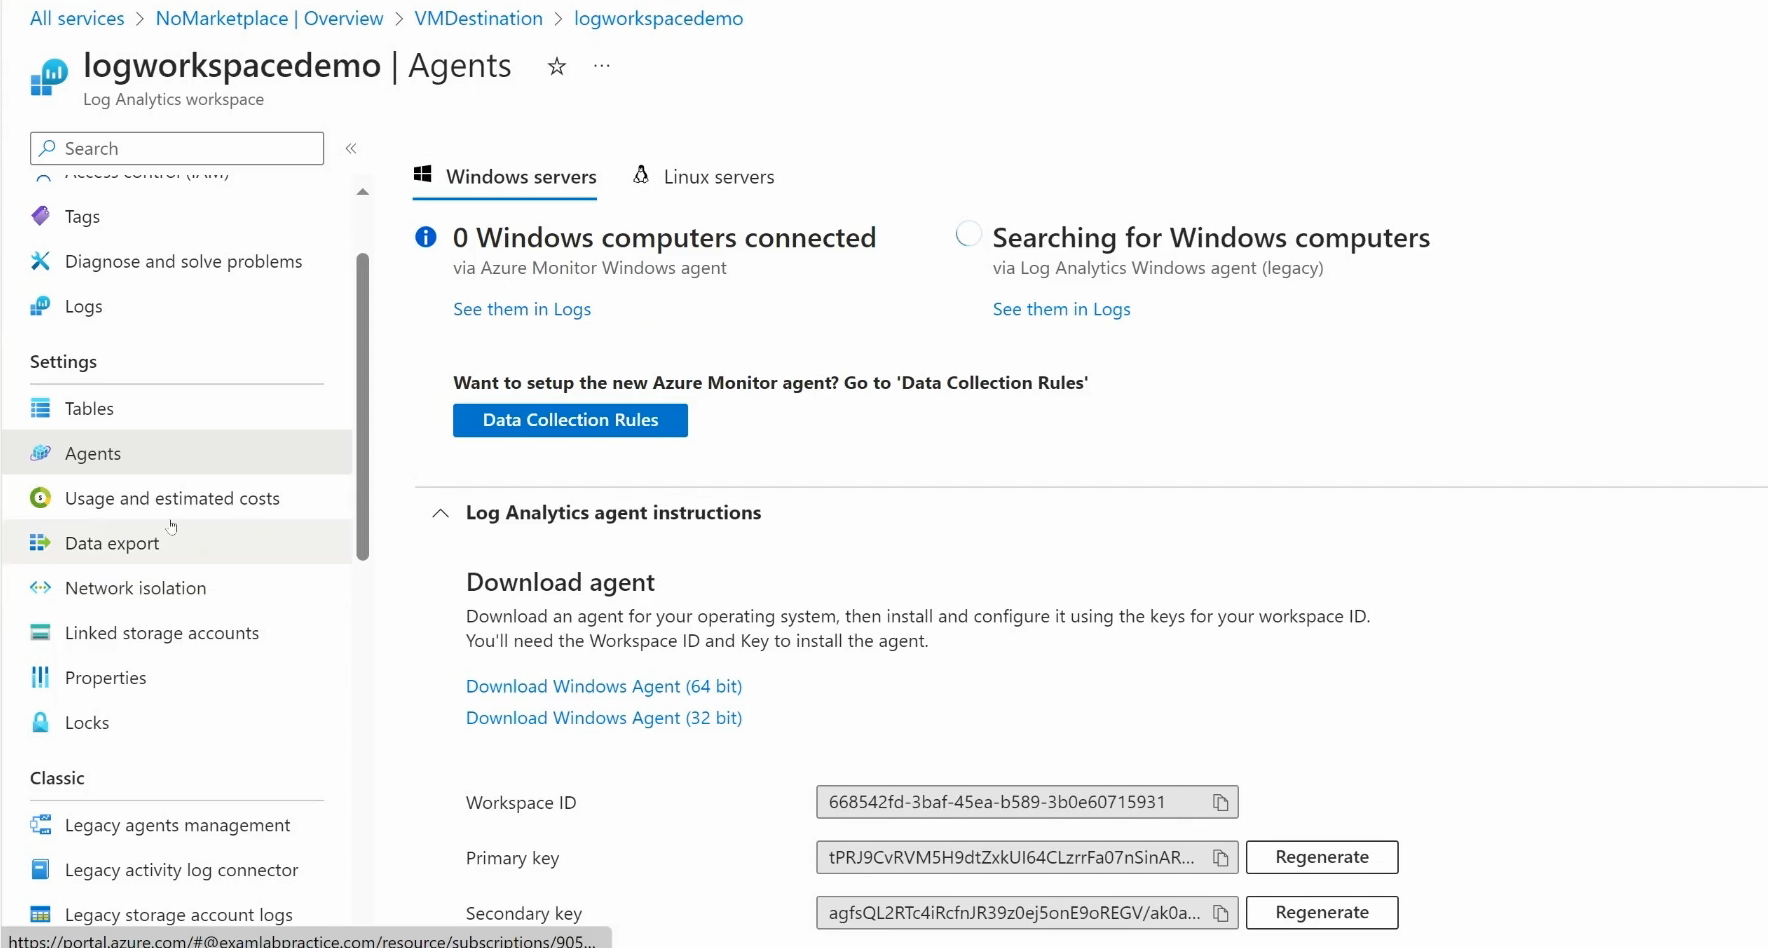 All services > NoMarketplace | Overview > VMDestination > logworkspacedemo
logworkspacedemo | Agents
Log Analytics workspace
Search
Access control (IAM)
Tags
Diagnose and solve problems
Logs
Settings
Tables
Agents
Usage and estimated costs
Data export
Network isolation
Linked storage accounts
Properties
Locks
Classic
Legacy agents management
Legacy activity log connector
Legacy storage account logs
https://portal.azure.com/#@examlabpractice.com/resource/subscriptions/905...
Windows servers
Linux servers
0 Windows computers connected
via Azure Monitor Windows agent
See them in Logs
Searching for Windows computers
via Log Analytics Windows agent (legacy)
See them in Logs
Want to setup the new Azure Monitor agent? Go to 'Data Collection Rules'
Data Collection Rules
Log Analytics agent instructions
Download agent
Download an agent for your operating system, then install and configure it using the keys for your workspace ID.
You'll need the Workspace ID and Key to install the agent.
Download Windows Agent (64 bit)
Download Windows Agent (32 bit)
Workspace ID
668542fd-3baf-45ea-b589-3b0e60715931
Primary key
tPRJ9CvRVM5H9dtZxkUI64CLzrrFa07nSinAR...
Regenerate
Secondary key
agfsQL2RTc4iRcfnJR39z0ej5onE9oREGV/ak0a...
Regenerate